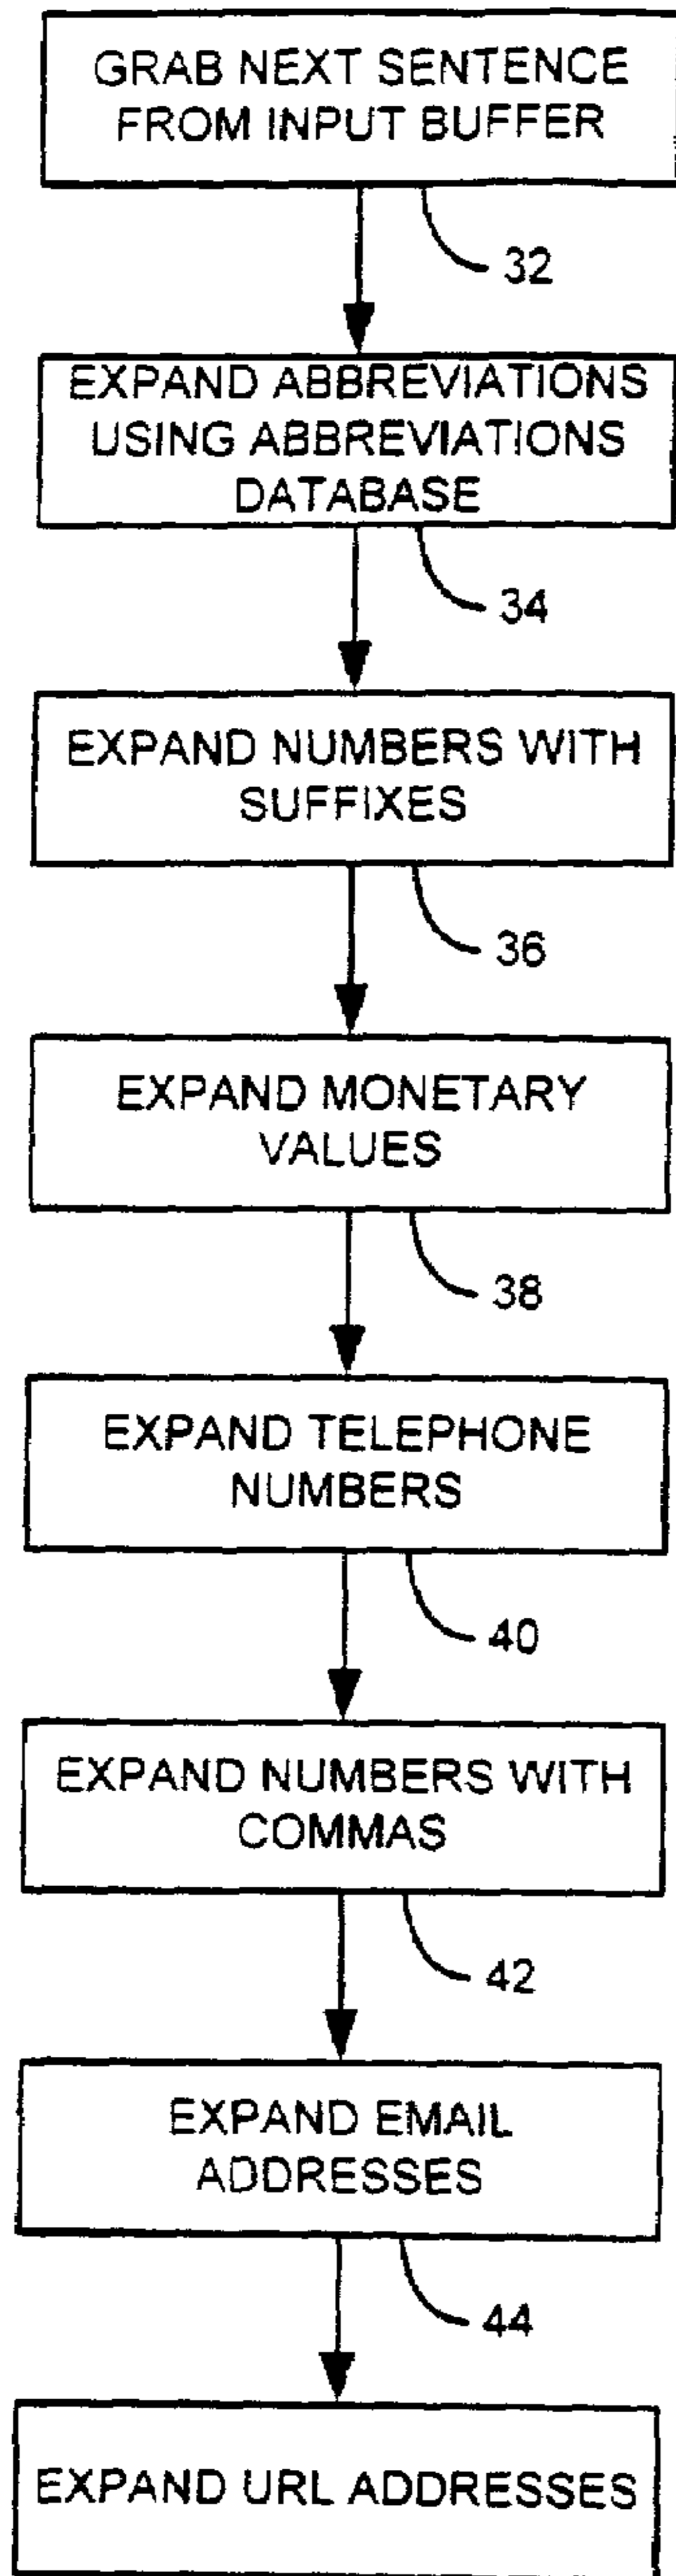 GRAB NEXT SENTENCE
FROM INPUT BUFFER
32
EXPAND ABBREVIATIONS
USING ABBREVIATIONS
DATABASE
34
EXPAND NUMBERS WITH
SUFFIXES
36
EXPAND MONETARY
VALUES
38
EXPAND TELEPHONE
NUMBERS
40
EXPAND NUMBERS WITH
COMMAS
42
EXPAND EMAIL
ADDRESSES
44
EXPAND URL ADDRESSES